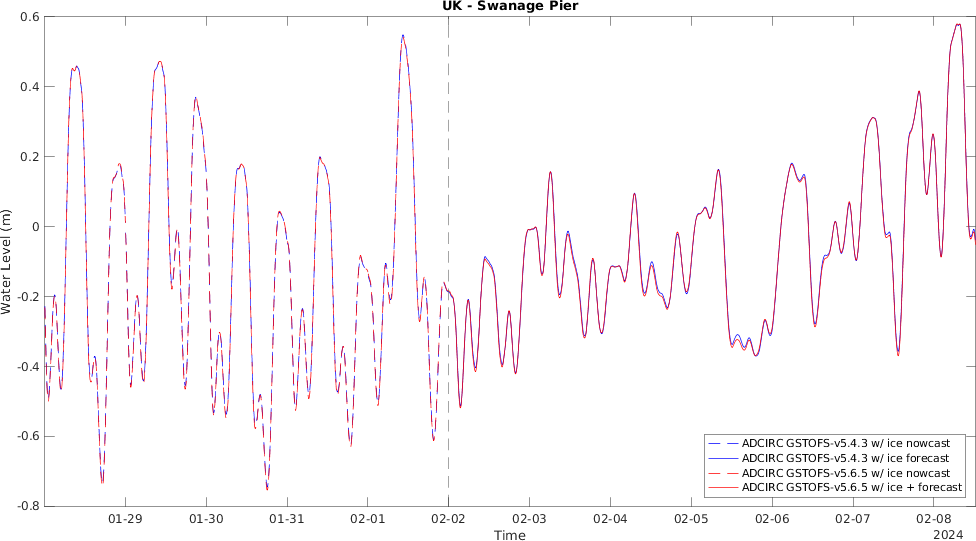 UK - Swanage Pier
0.6
0.4
0.2
0
-0.2
-0.4
-0.6
-0.8
Water Level (m)
ADCIRC GSTOFS-v5.4.3 w/ ice nowcast
ADCIRC GSTOFS-v5.4.3 w/ ice forecast
ADCIRC GSTOFS-v5.6.5 w/ ice nowcast
ADCIRC GSTOFS-v5.6.5 w/ ice + forecast
01-29 01-30 01-31 02-01 02-02 02-03 02-04 02-05 02-06 02-07 02-08
Time
2024